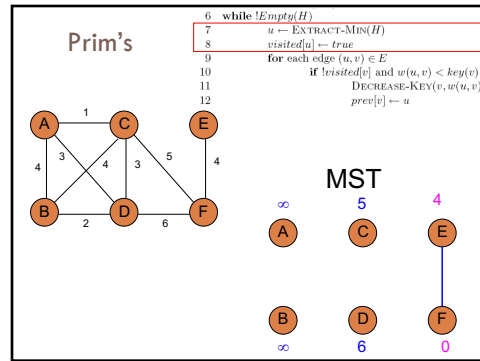 Prim's
6 while !Empty(H)
7 u ← EXTRACT-MIN(H)
8 visited[u] ← true
9 for each edge (u, v) ∈ E
10 if !visited[v] and w(u, v) < key(v)
11 DECREASE-KEY(v, w(u, v)
12 prev[v] ← u
1
A C E
4 3 4 3 5 4
B D F
2 6
MST
∞ 5 4
A C E
B D F
∞ 6 0